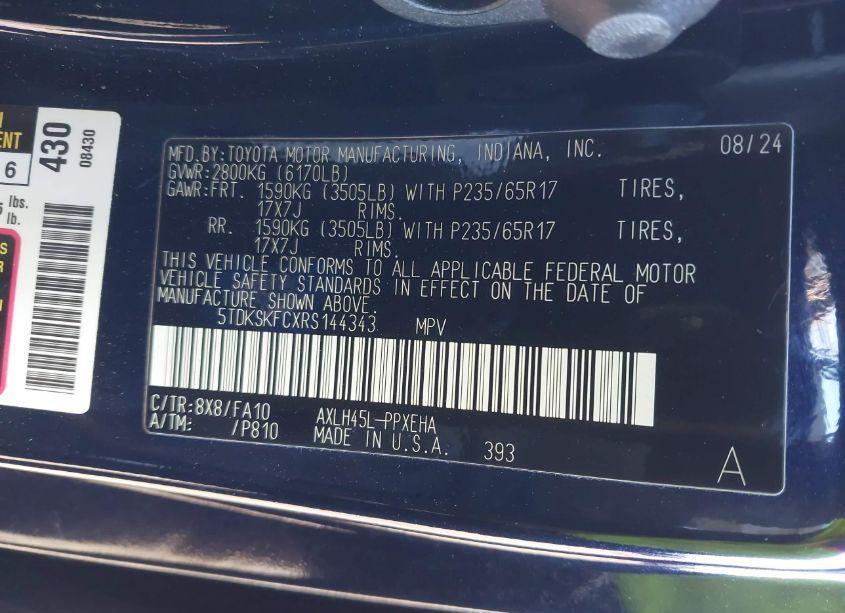 ENT
6
lbs.
lb.
S
R
430
08430
MFD.BY:TOYOTA MOTOR MANUFACTURING, INDIANA, INC. 08/24
GVWR:2800KG (6170LB)
GAWR:FRT. 1590KG (3505LB) WITH P235/65R17 TIRES,
17X7J RIMS.
RR. 1590KG (3505LB) WITH P235/65R17 TIRES,
17X7J RIMS.
THIS VEHICLE CONFORMS TO ALL APPLICABLE FEDERAL MOTOR
VEHICLE SAFETY STANDARDS IN EFFECT ON THE DATE OF
MANUFACTURE SHOWN ABOVE.
5TDKSKFCXRS144343 MPV
C/TR:8X8/FA10 AXLH45L-PPXEHA
A/TM: /P810 MADE IN U.S.A. 393
A